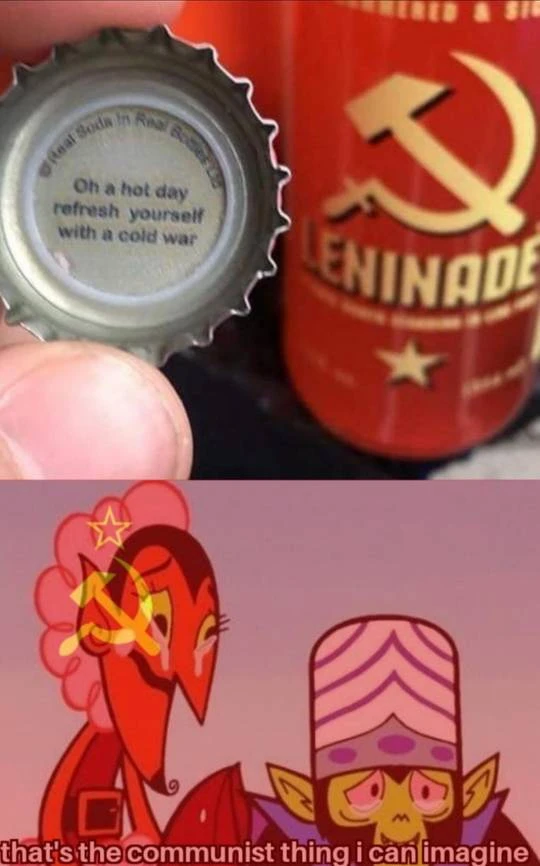 © Real Soda In Real Bottles Ltd
Oh a hot day
refresh yourself
with a cold war
LENINADE
that's the communist thing i can imagine